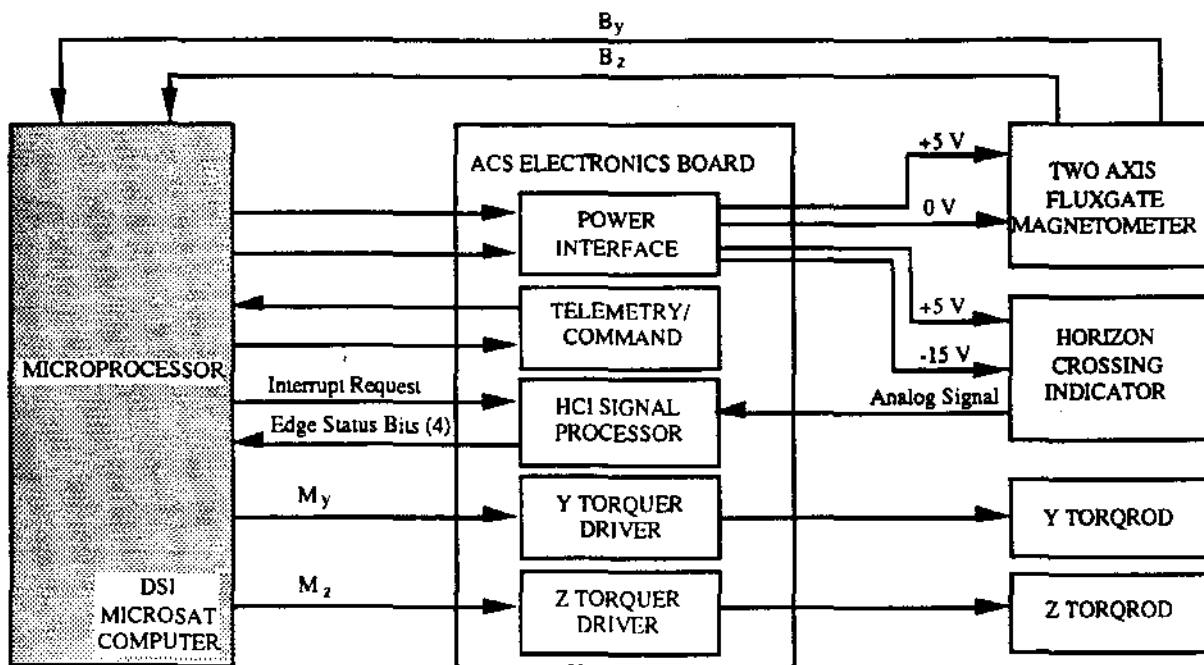 By
Bz
ACS ELECTRONICS BOARD
+5 V
TWO AXIS
FLUXGATE
MAGNETOMETER
0 V
POWER
INTERFACE
TELEMETRY/
COMMAND
+5 V
-15 V
HORIZON
CROSSING
INDICATOR
MICROPROCESSOR
Interrupt Request
Edge Status Bits (4)
HCI SIGNAL
PROCESSOR
Analog Signal
My
Y TORQUER
DRIVER
Y TORQROD
DSI
MICROSAT
COMPUTER
Mz
Z TORQUER
DRIVER
Z TORQROD